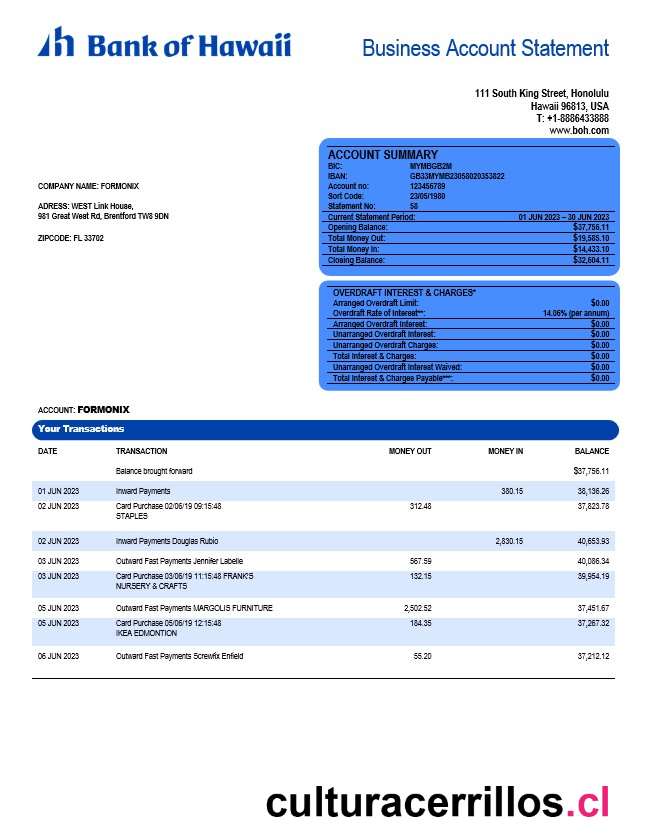 Bank of Hawaii
Business Account Statement
111 South King Street, Honolulu
Hawaii 96813, USA
T: +1-8886433888
www.boh.com
ACCOUNT SUMMARY
BIC: MYMBGB2M
IBAN: GB33MYMB23058020353822
Account no: 123456789
Sort Code: 23/05/1980
Statement No: 58
Current Statement Period: 01 JUN 2023 – 30 JUN 2023
Opening Balance: $37,756.11
Total Money Out: $19,585.10
Total Money In: $14,433.10
Closing Balance: $32,604.11
COMPANY NAME: FORMONIX
ADRESS: WEST Link House,
981 Great West Rd, Brentford TW8 9DN
ZIPCODE: FL 33702
OVERDRAFT INTEREST & CHARGES*
Arranged Overdraft Limit: $0.00
Overdraft Rate of Interest**: 14.06% (per annum)
Arranged Overdraft Interest: $0.00
Unarranged Overdraft Interest: $0.00
Unarranged Overdraft Charges: $0.00
Total Interest & Charges: $0.00
Unarranged Overdraft Interest Waived: $0.00
Total Interest & Charges Payable***: $0.00
ACCOUNT: FORMONIX
Your Transactions
DATE TRANSACTION MONEY OUT MONEY IN BALANCE
Balance brought forward $37,756.11
01 JUN 2023 Inward Payments 380.15 38,136.26
02 JUN 2023 Card Purchase 02/06/19 09:15:48 312.48 37,823.78
STAPLES
02 JUN 2023 Inward Payments Douglas Rubio 2,830.15 40,653.93
03 JUN 2023 Outward Fast Payments Jennifer Labelle 567.59 40,086.34
03 JUN 2023 Card Purchase 03/06/19 11:15:48 FRANK'S 132.15 39,954.19
NURSERY & CRAFTS
05 JUN 2023 Outward Fast Payments MARGOLIS FURNITURE 2,502.52 37,451.67
05 JUN 2023 Card Purchase 05/06/19 12:15:48 184.35 37,267.32
IKEA EDMONTION
06 JUN 2023 Outward Fast Payments Screwfix Enfield 55.20 37,212.12
culturacerrillos.cl